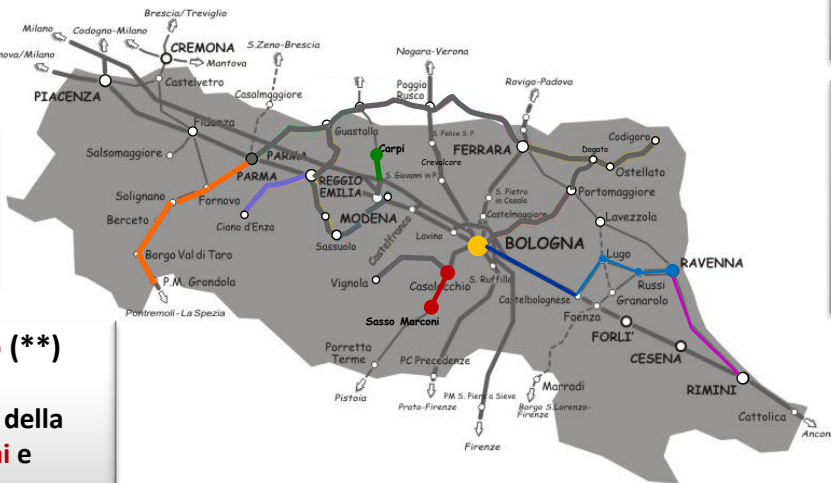 Brescia/Treviglio
Milano
Codogno-Milano
CREMONA
S.Zeno-Brescia
Mantova
nova/Milano
Nogara-Verona
Castelvetro
Casalmaggiore
Poggio
Rusco
Rovigo-Padova
PIACENZA
Fidenza
Guastalla
S. Felice S.P.
Codigoro
Salsomaggiore
PARMA
PARMA
Carpi
Crevalcore
FERRARA
Dogato
Ostellato
REGGIO
EMILIA
S. Giovanni in P.
S. Pietro
in Casale
Portomaggiore
Solignano
Fornovo
MODENA
Castelmaggiore
Lavezzola
Berceto
Ciano d'Enza
Castelfranco
Lavino
BOLOGNA
Sassuolo
Borgo Val di Taro
Lugo
RAVENNA
Vignola
Casalecchio
S. Ruffillo
Russi
P.M. Grondola
Castelbolognese
Granarolo
Sasso Marconi
Faenza
Pontremoli-La Spezia
FORLI'
CESENA
(**)
Porretta
Terme
PC Precedenze
Marradi
RIMINI
della
Pistoia
Prato-Firenze
PM S. Piero a Sieve
Borgo S.Lorenzo-
Firenze
Cattolica
i e
Firenze
Ancon